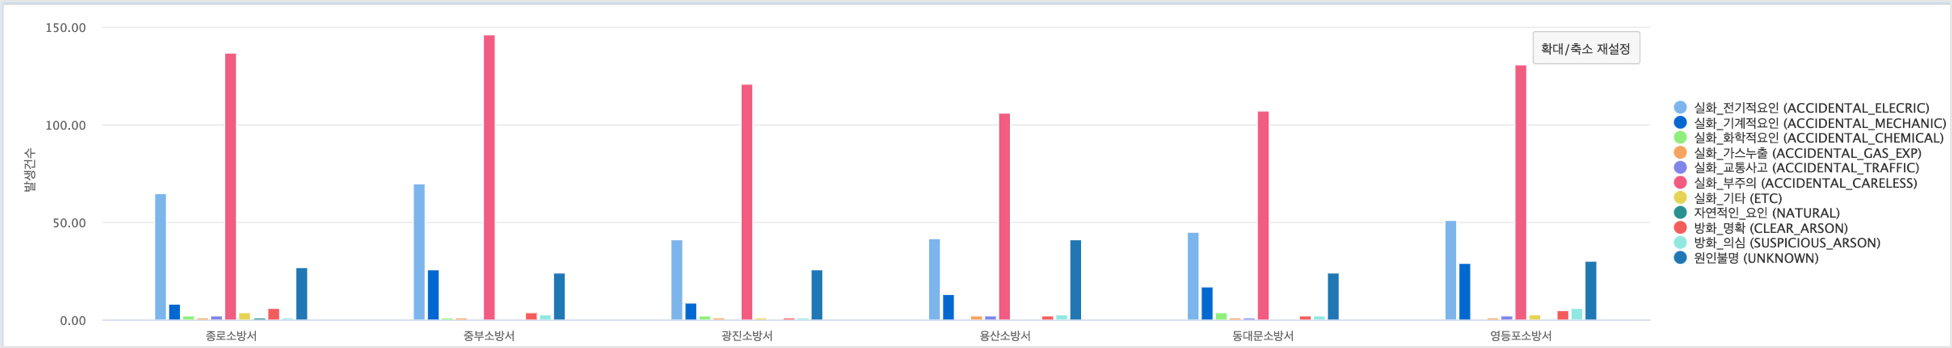 150.00
확대/축소 재설정
100.00
50.00
0.00
발생건수
종로소방서
중부소방서
광진소방서
용산소방서
동대문소방서
영등포소방서
실화_전기적요인 (ACCIDENTAL_ELECRIC)
실화_기계적요인 (ACCIDENTAL_MECHANIC)
실화_화학적요인 (ACCIDENTAL_CHEMICAL)
실화_가스누출 (ACCIDENTAL_GAS_EXP)
실화_교통사고 (ACCIDENTAL_TRAFFIC)
실화_부주의 (ACCIDENTAL_CARELESS)
실화_기타 (ETC)
자연적인_요인 (NATURAL)
방화_명확 (CLEAR_ARSON)
방화_의심 (SUSPICIOUS_ARSON)
원인불명 (UNKNOWN)